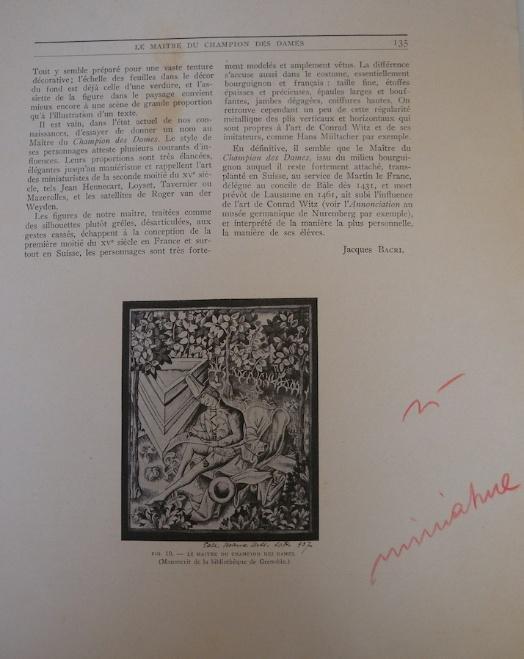 LE MAITRE DU CHAMPION DES DAMES 135
Tout y semble préparé pour une vaste tenture
décorative ; l'échelle des feuilles dans le décor
du fond est déjà celle d'une verdure, et l'as-
siette de la figure dans le paysage convient
mieux encore à une scène de grande proportion
qu'à l'illustration d'un texte.
Il est vain, dans l'état actuel de nos con-
naissances, d'essayer de donner un nom au
Maître du Champion des Dames. Le style de
ses personnages atteste plusieurs courants d'in-
fluences. Leurs proportions sont très élancées,
élégantes jusqu'au maniérisme et rappellent l'art
des miniaturistes de la seconde moitié du XVe siè-
cle, tels Jean Hennecart, Loyset, Tavernier ou
Mazerolles, et les satellites de Roger van der
Weyden.
Les figures de notre maître, traitées comme
des silhouettes plutôt grêles, désarticulées, aux
gestes cassés, échappent à la conception de la
première moitié du XVe siècle en France et sur-
tout en Suisse, les personnages sont très forte-
ment modelés et amplement vêtus. La différence
s'accuse aussi dans le costume, essentiellement
bourguignon et français : taille fine, étoffes
épaisses et précieuses, épaules larges et bouf-
fantes, jambes dégagées, coiffures hautes. On
retrouve cependant un peu de cette régularité
métallique des plis verticaux et horizontaux qui
sont propres à l'art de Conrad Witz et de ses
imitateurs, comme Hans Mültscher par exemple.
En définitive, il semble que le Maître du
Champion des Dames, issu du milieu bourgui-
gnon auquel il reste fortement attaché, trans-
planté en Suisse, au service de Martin le Franc,
délégué au concile de Bâle dès 1431, et mort
prévôt de Lausanne en 1461, ait subi l'influence
de l'art de Conrad Witz (voir l'Annonciation au
musée germanique de Nuremberg par exemple),
et interprété de la manière la plus personnelle,
la manière de ses élèves.
Jacques BACRI.
FIG. 10. — LE MAITRE DU CHAMPION DES DAMES.
(Manuscrit de la bibliothèque de Grenoble.)
miniature